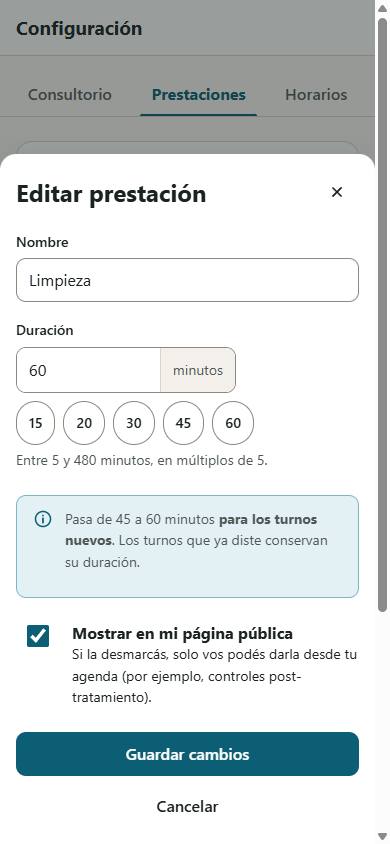 Configuración
Consultorio Prestaciones Horarios
Editar prestación ×
Nombre
Limpieza
Duración
60 minutos
15 20 30 45 60
Entre 5 y 480 minutos, en múltiplos de 5.
Pasa de 45 a 60 minutos para los turnos
nuevos. Los turnos que ya diste conservan
su duración.
Mostrar en mi página pública
Si la desmarcás, solo vos podés darla desde tu
agenda (por ejemplo, controles post-
tratamiento).
Guardar cambios
Cancelar